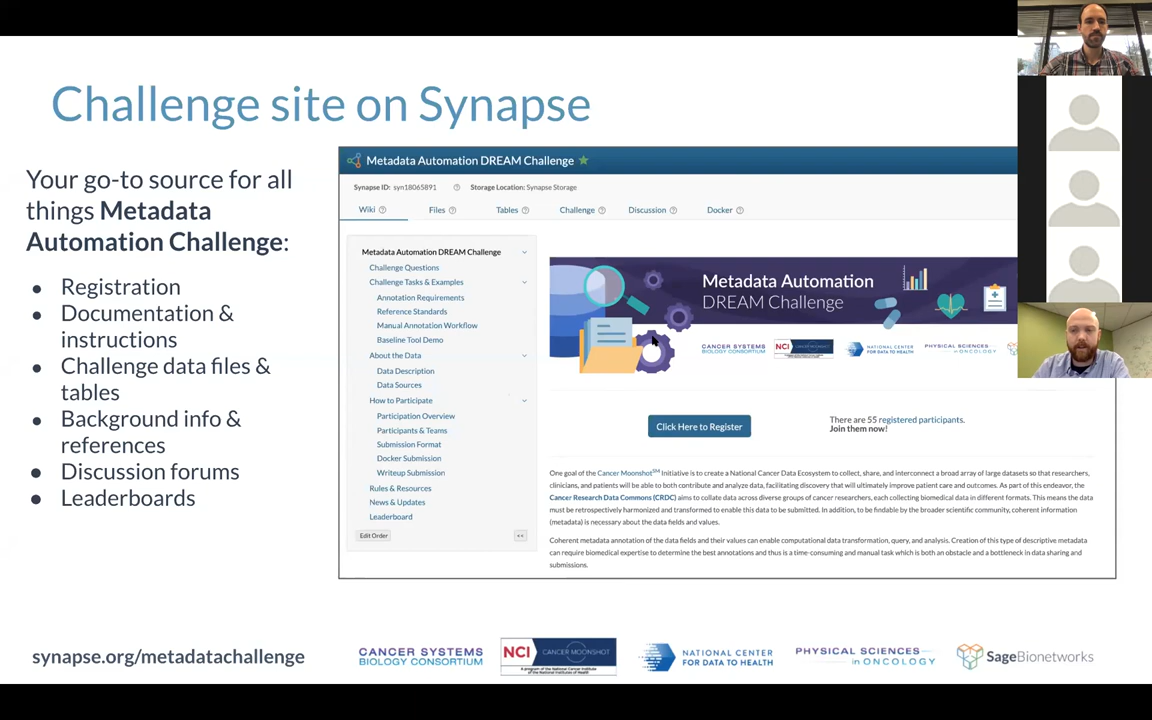 Challenge site on Synapse
Your go-to source for all
things Metadata
Automation Challenge:
● Registration
● Documentation &
instructions
● Challenge data files &
tables
● Background info &
references
● Discussion forums
● Leaderboards
Metadata Automation DREAM Challenge
Synapse ID: syn18065891 Storage Location: Synapse Storage
Wiki Files Tables Challenge Discussion Docker
Metadata Automation DREAM Challenge
Challenge Questions
Challenge Tasks & Examples
Annotation Requirements
Reference Standards
Manual Annotation Workflow
Baseline Tool Demo
About the Data
Data Description
Data Sources
How to Participate
Participation Overview
Participants & Teams
Submission Format
Docker Submission
Writeup Submission
Rules & Resources
News & Updates
Leaderboard
Edit Order
Metadata Automation
DREAM Challenge
CANCER SYSTEMS
BIOLOGY CONSORTIUM
NCI
NATIONAL CENTER
FOR DATA TO HEALTH
PHYSICAL SCIENCES
in ONCOLOGY
Click Here to Register
There are 55 registered participants.
Join them now!
One goal of the Cancer MoonshotSM Initiative is to create a National Cancer Data Ecosystem to collect, share, and interconnect a broad array of large datasets so that researchers,
clinicians, and patients will be able to both contribute and analyze data, facilitating discovery that will ultimately improve patient care and outcomes. As part of this endeavor, the
Cancer Research Data Commons (CRDC) aims to collate data across diverse groups of cancer researchers, each collecting biomedical data in different formats. This means the data
must be retrospectively harmonized and transformed to enable this data to be submitted. In addition, to be findable by the broader scientific community, coherent information
(metadata) is necessary about the data fields and values.
Coherent metadata annotation of the data fields and their values can enable computational data transformation, query, and analysis. Creation of this type of descriptive metadata
can require biomedical expertise to determine the best annotations and thus is a time-consuming and manual task which is both an obstacle and a bottleneck in data sharing and
submissions.
synapse.org/metadatachallenge
CANCER SYSTEMS
BIOLOGY CONSORTIUM
NCI CANCER MOONSHOT
A program of the National Cancer Institute
of the National Institutes of Health
NATIONAL CENTER
FOR DATA TO HEALTH
PHYSICAL SCIENCES
in ONCOLOGY
SageBionetworks